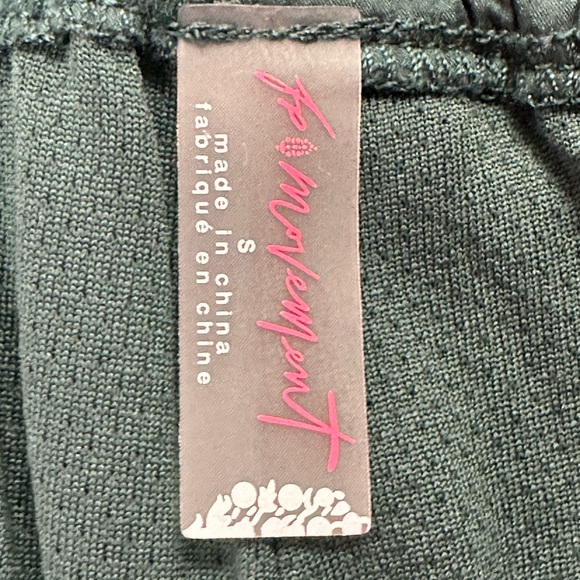 fp movement
S
made in china
fabriqué en chine